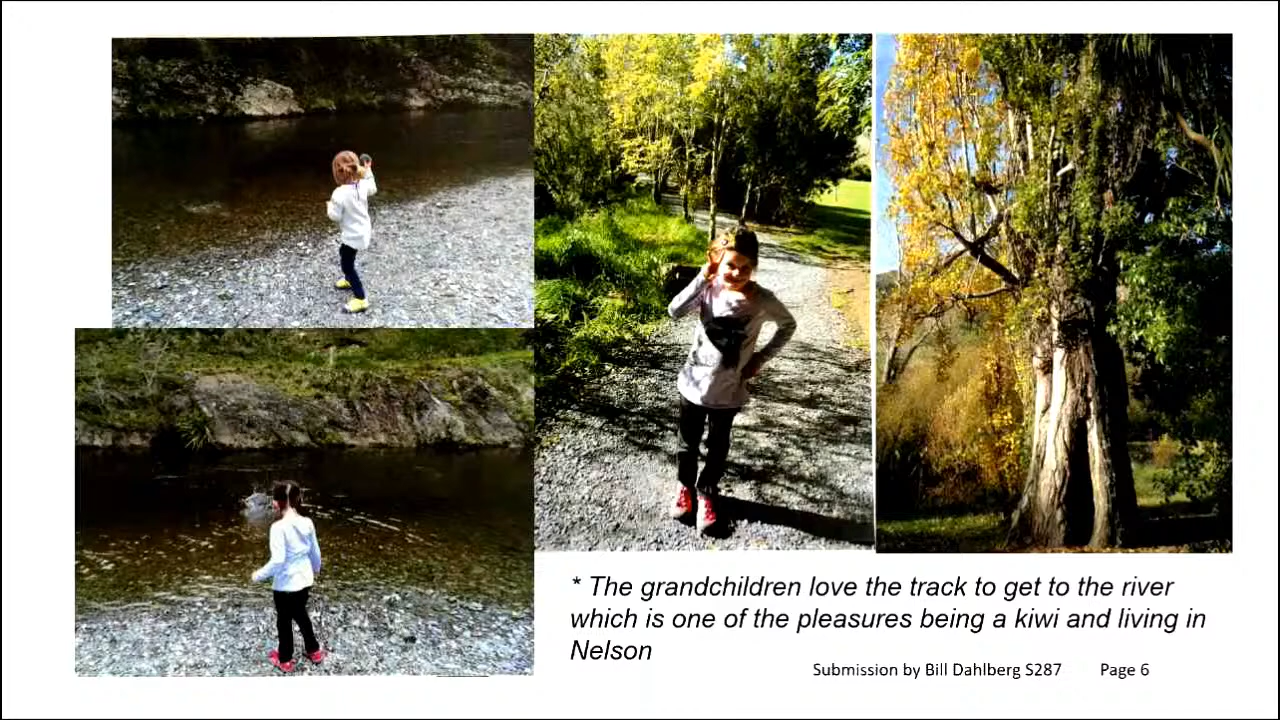 * The grandchildren love the track to get to the river
which is one of the pleasures being a kiwi and living in
Nelson
Submission by Bill Dahlberg S287 Page 6